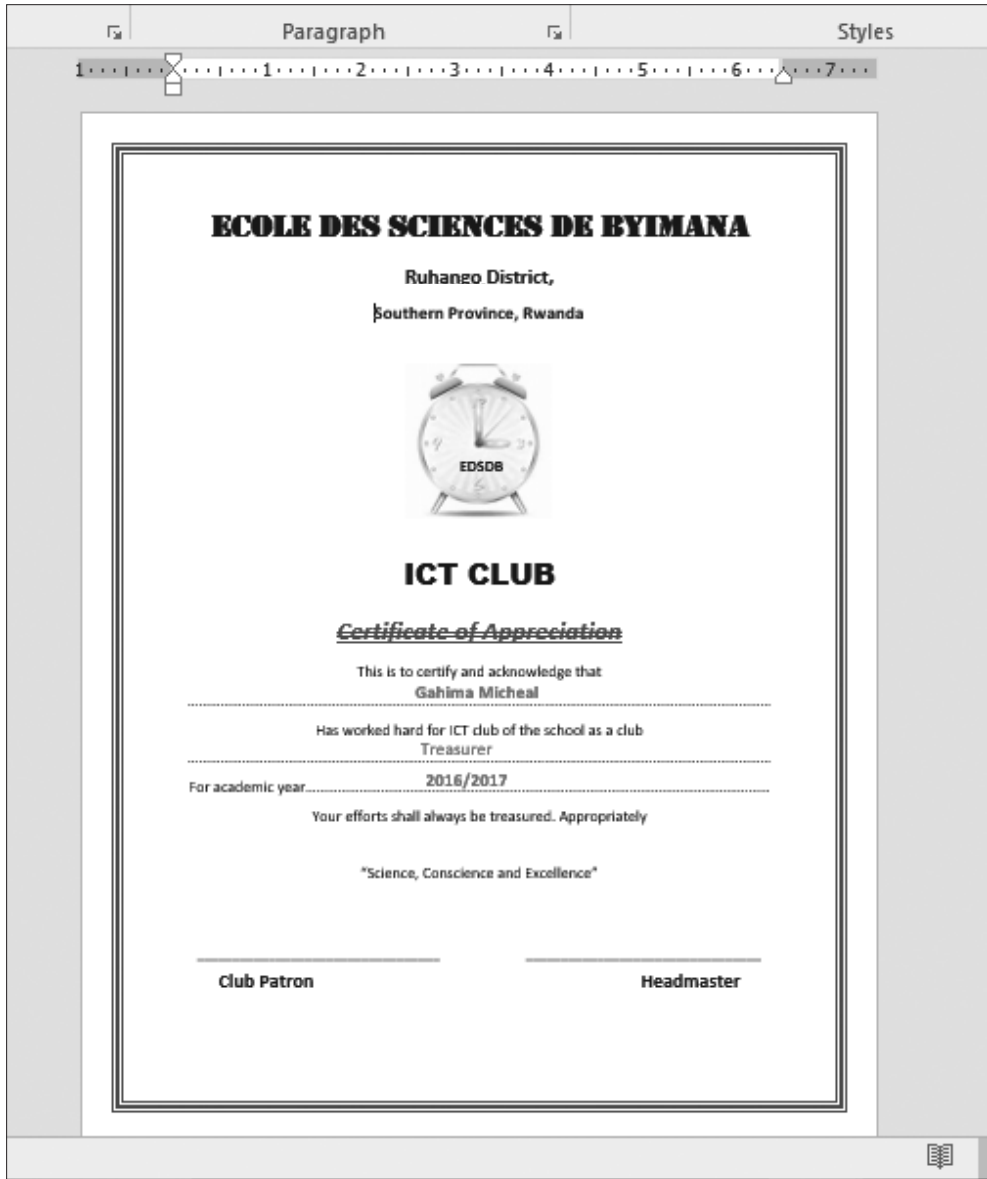 Paragraph Styles
1 1 2 3 4 5 6 7
ECOLE DES SCIENCES DE BYIMANA
Ruhango District,
Southern Province, Rwanda
EDSDB
ICT CLUB
Certificate of Appreciation
This is to certify and acknowledge that
Gahima Micheal
Has worked hard for ICT club of the school as a club
Treasurer
For academic year 2016/2017
Your efforts shall always be treasured. Appropriately
"Science, Conscience and Excellence"
Club Patron Headmaster